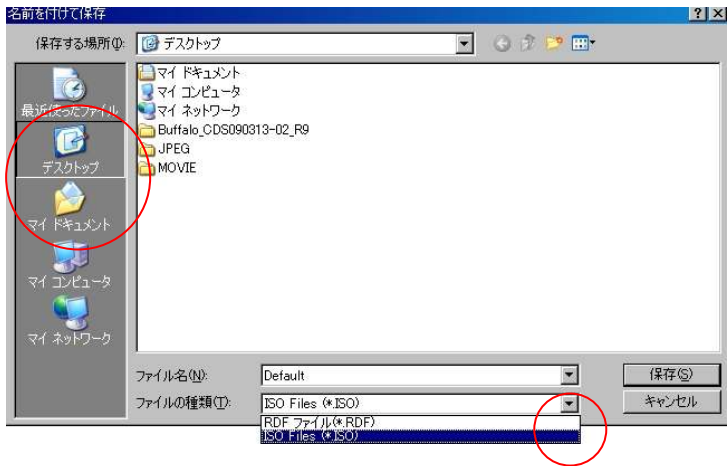 名前を付けて保存
保存する場所(I):
デスクトップ
最近使ったファイル
デスクトップ
マイ ドキュメント
マイ コンピュータ
マイ ネットワーク
マイ ドキュメント
マイ コンピュータ
マイ ネットワーク
Buffalo_CDS090313-02_R9
JPEG
MOVIE
ファイル名(N):
Default
保存(S)
ファイルの種類(T):
ISO Files (*.ISO)
キャンセル
RDF ファイル(*.RDF)
ISO Files (*.ISO)